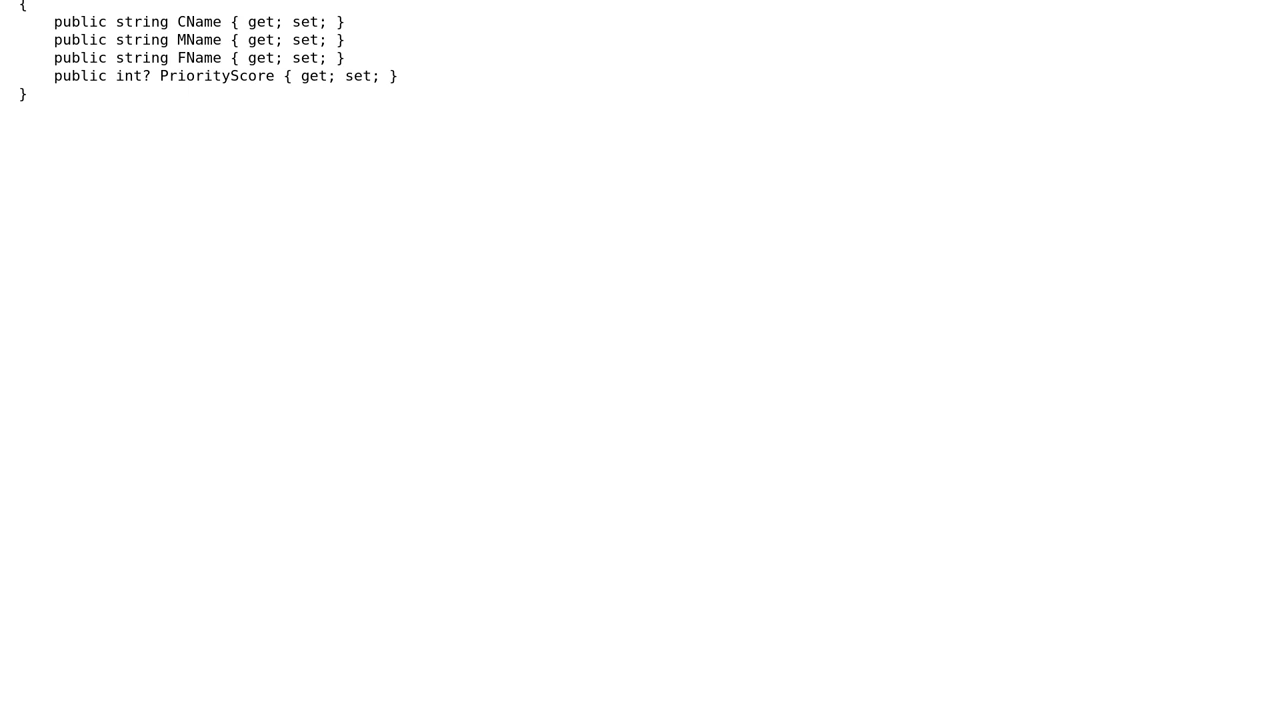 {
    public string CName { get; set; }
    public string MName { get; set; }
    public string FName { get; set; }
    public int? PriorityScore { get; set; }
}